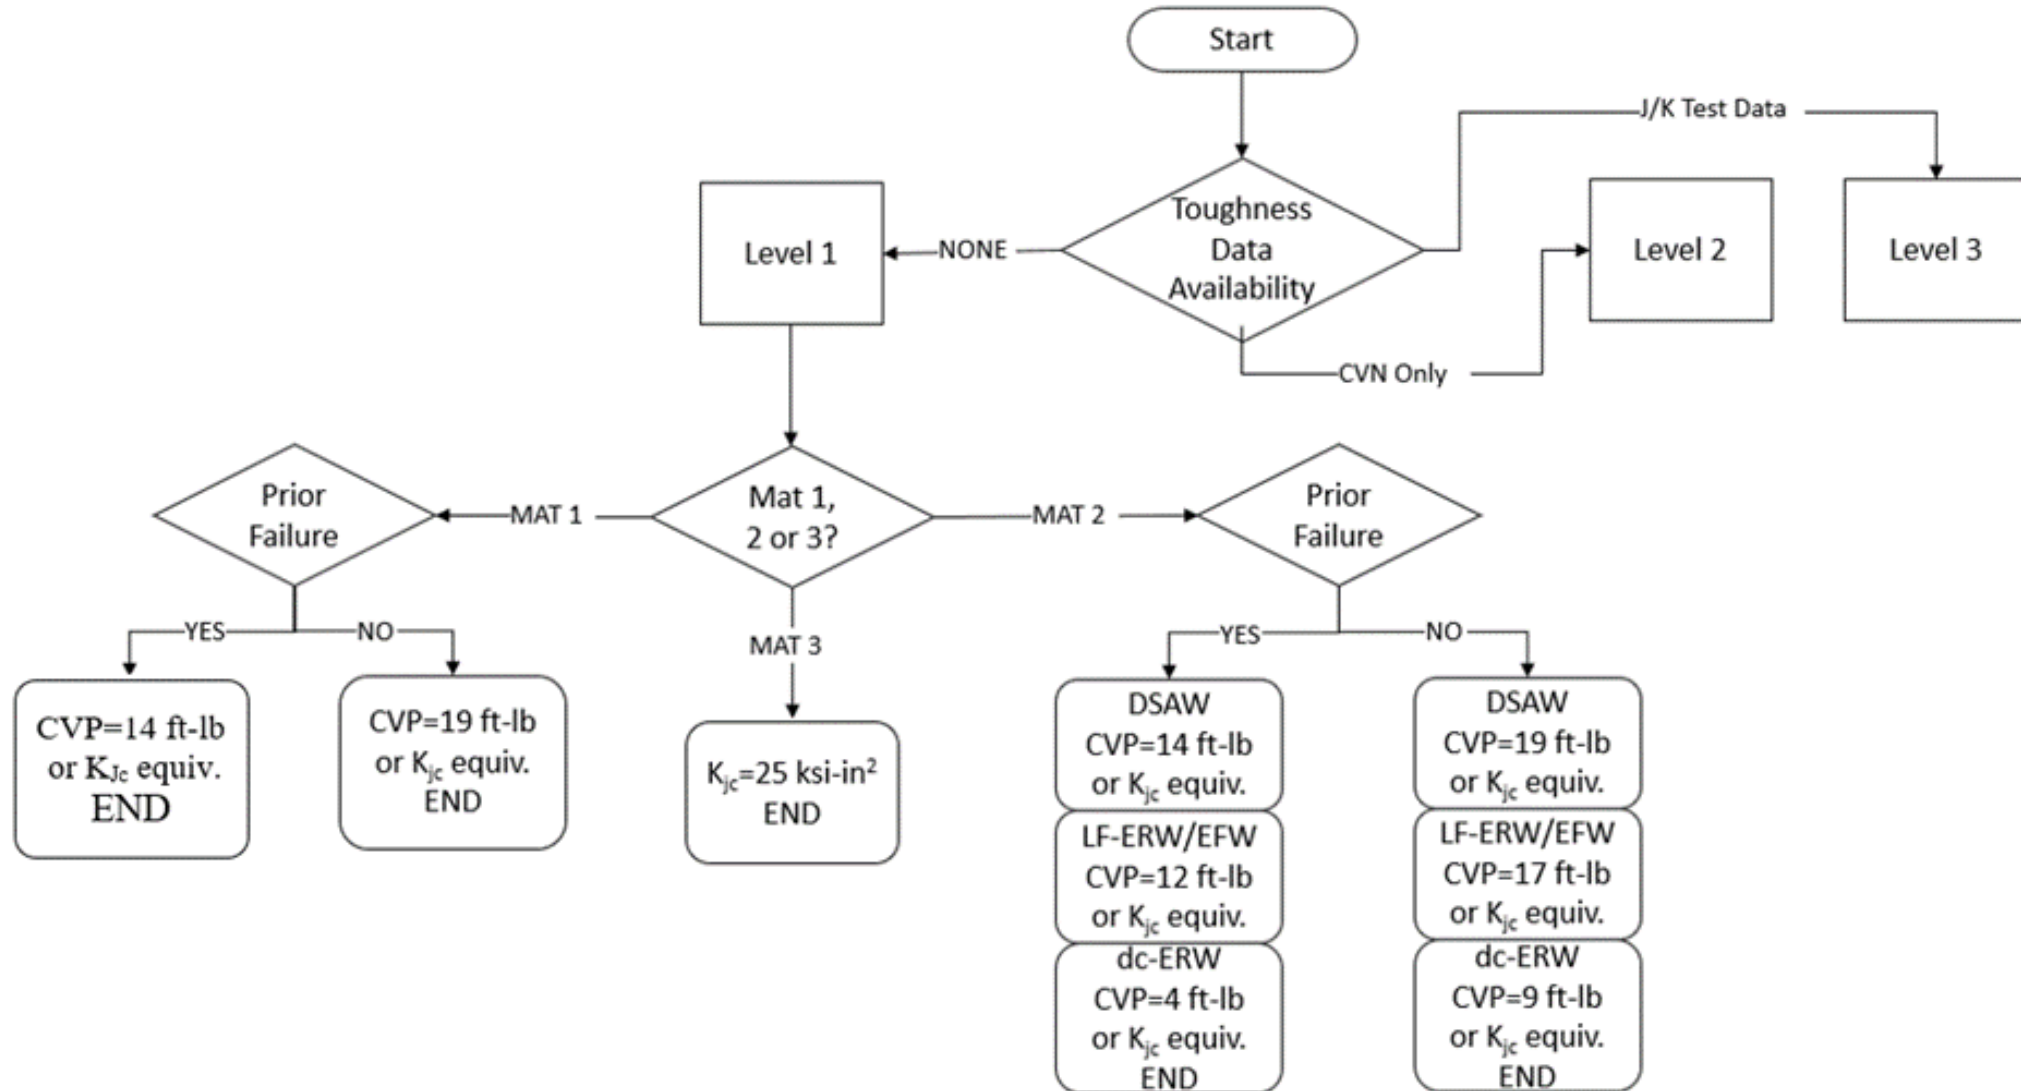 Start
J/K Test Data
Toughness
Data
Availability
NONE
Level 1
Level 2
Level 3
CVN Only
Prior
Failure
MAT 1
Mat 1,
2 or 3?
MAT 2
Prior
Failure
YES
NO
MAT 3
YES
NO
CVP=14 ft-lb
or KJc equiv.
END
CVP=19 ft-lb
or Kjc equiv.
END
Kjc=25 ksi-in²
END
DSAW
CVP=14 ft-lb
or Kjc equiv.
LF-ERW/EFW
CVP=12 ft-lb
or Kjc equiv.
dc-ERW
CVP=4 ft-lb
or Kjc equiv.
END
DSAW
CVP=19 ft-lb
or Kjc equiv.
LF-ERW/EFW
CVP=17 ft-lb
or Kjc equiv.
dc-ERW
CVP=9 ft-lb
or Kjc equiv.
END